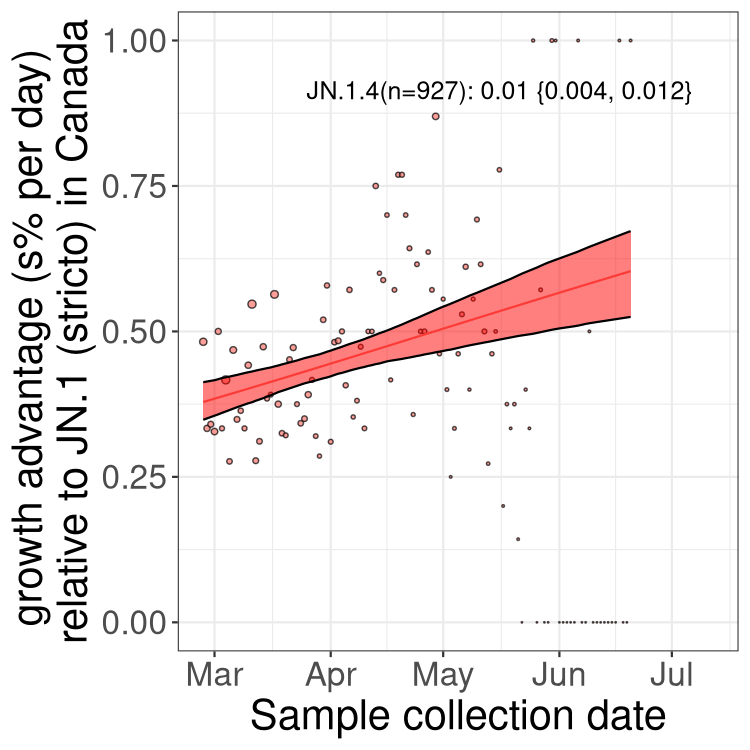 growth advantage (s% per day)
relative to JN.1 (stricto) in Canada
1.00
0.75
0.50
0.25
0.00
JN.1.4(n=927): 0.01 {0.004, 0.012}
Mar Apr May Jun Jul
Sample collection date